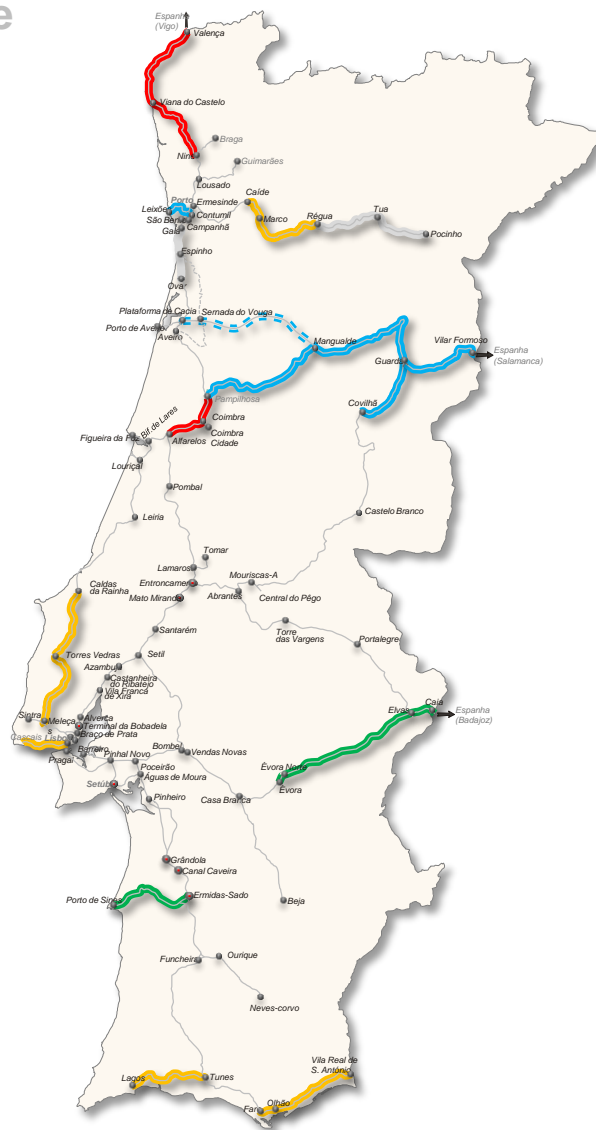 e
Espanha
(Vigo)
Valença
Viana do Castelo
Braga
Nine
Guimarães
Lousado
Caíde
Porto
Ermesinde
Leixões
Contumil
Marco
Régua
Tua
São Ben
Campanhã
Gaia
Pocinho
Espinho
Ovar
Plataforma de Cacia
Sernada do Vouga
Porto de Aveiro
Aveiro
Mangualde
Vilar Formoso
Espanha
(Salamanca)
Guarda
Pampilhosa
Covilhã
Coimbra
Bif. de Lares
Coimbra
Cidade
Figueira da Foz
Alfarelos
Louriçal
Pombal
Leiria
Castelo Branco
Tomar
Lamaros
Entroncamen
Mouriscas-A
Caldas
da Rainha
Mato Miranda
Abrantes
Central do Pêgo
Santarém
Torre
das Vargens
Portalegre
Torres Vedras
Setil
Azambuja
Castanheira
do Ribatejo
Vila Franca
de Xira
Elvas
Caia
Espanha
(Badajoz)
Sintra
Meleças
Alverca
Terminal da Bobadela
Cascais
Lisboa
Braço de Prata
Barreiro
Bombel
Vendas Novas
Pragal
Pinhal Novo
Poceirão
Águas de Moura
Évora Norte
Évora
Setúbal
Pinheiro
Casa Branca
Grândola
Canal Caveira
Porto de Sines
Ermidas-Sado
Beja
Funcheira
Ourique
Neves-corvo
Vila Real de
S. António
Lagos
Tunes
Olhão
Faro